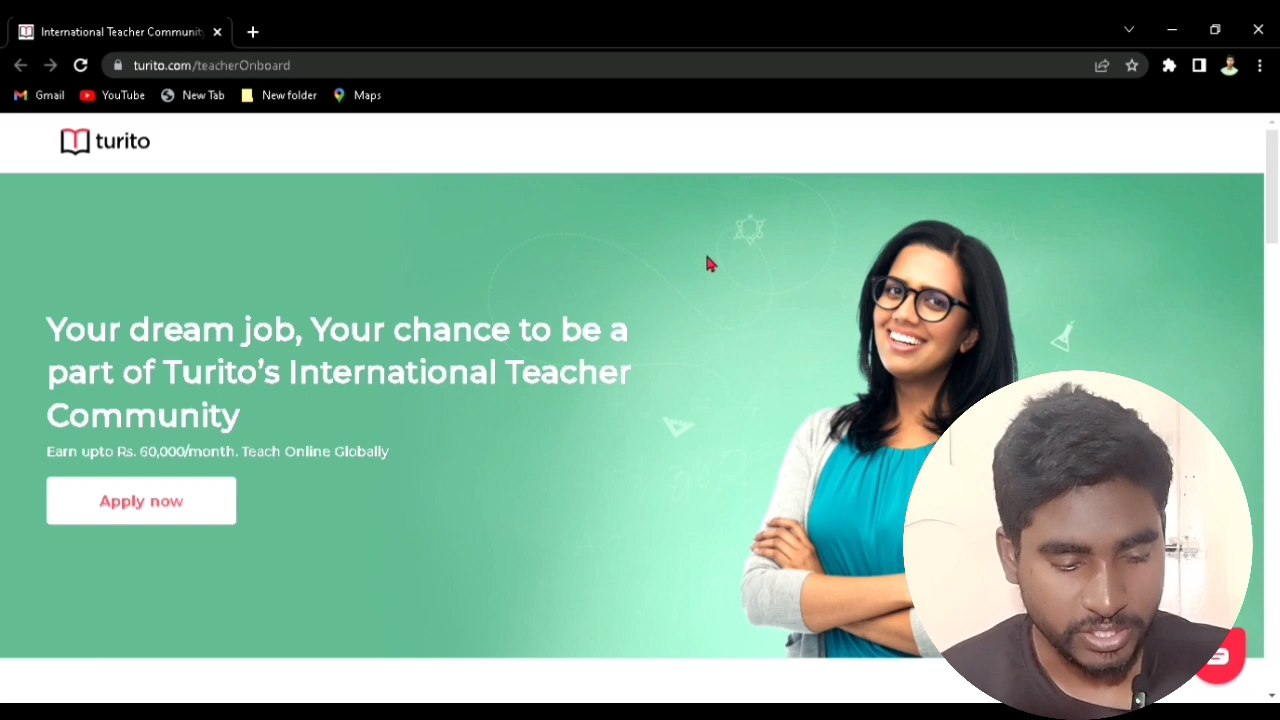 International Teacher Communit
turito.com/teacherOnboard
Gmail
YouTube
New Tab
New folder
Maps
turito
Your dream job, Your chance to be a
part of Turito's International Teacher
Community
Earn upto Rs. 60,000/month. Teach Online Globally
Apply now